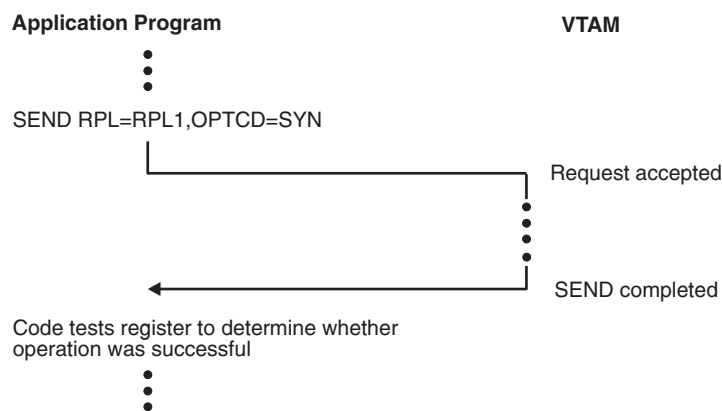 Application Program
VTAM
SEND RPL=RPL1,OPTCD=SYN
Request accepted
SEND completed
Code tests register to determine whether
operation was successful